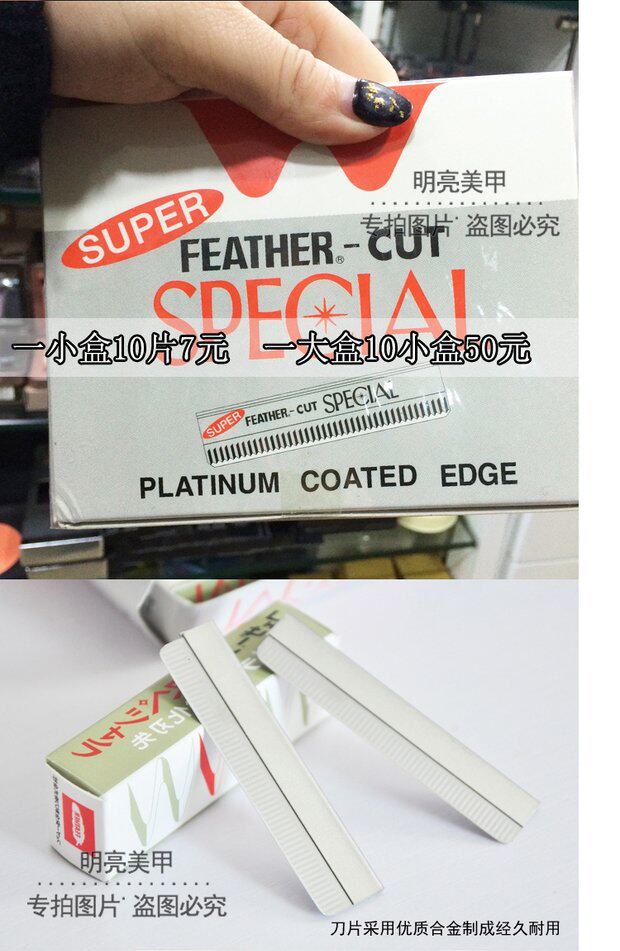 明亮美甲
专拍图片 盗图必究
SUPER
FEATHER®-CUT
SPECIAL
一小盒10片7元 一大盒10小盒50元
SUPER FEATHER-CUT SPECIAL
PLATINUM COATED EDGE
明亮美甲
专拍图片 盗图必究
刀片采用优质合金制成经久耐用